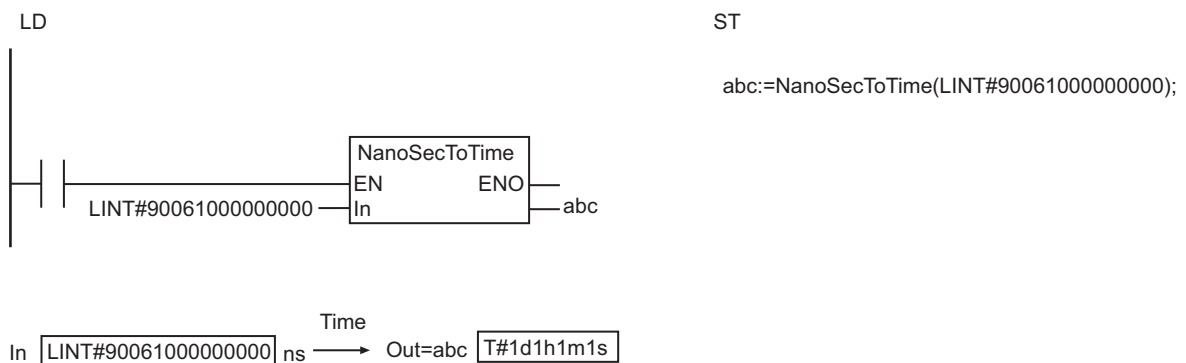 LD
ST
abc:=NanoSecToTime(LINT#90061000000000);
NanoSecToTime
EN ENO
LINT#90061000000000 In abc
Time
In LINT#90061000000000 ns Out=abc T#1d1h1m1s